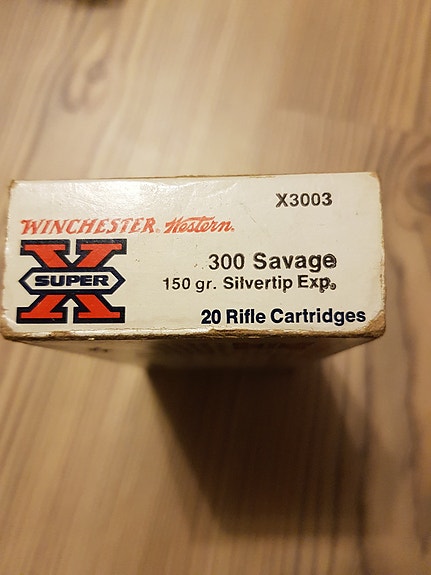 X3003
WINCHESTER® Western.
SUPER X
300 Savage
150 gr. Silvertip Exp.
20 Rifle Cartridges